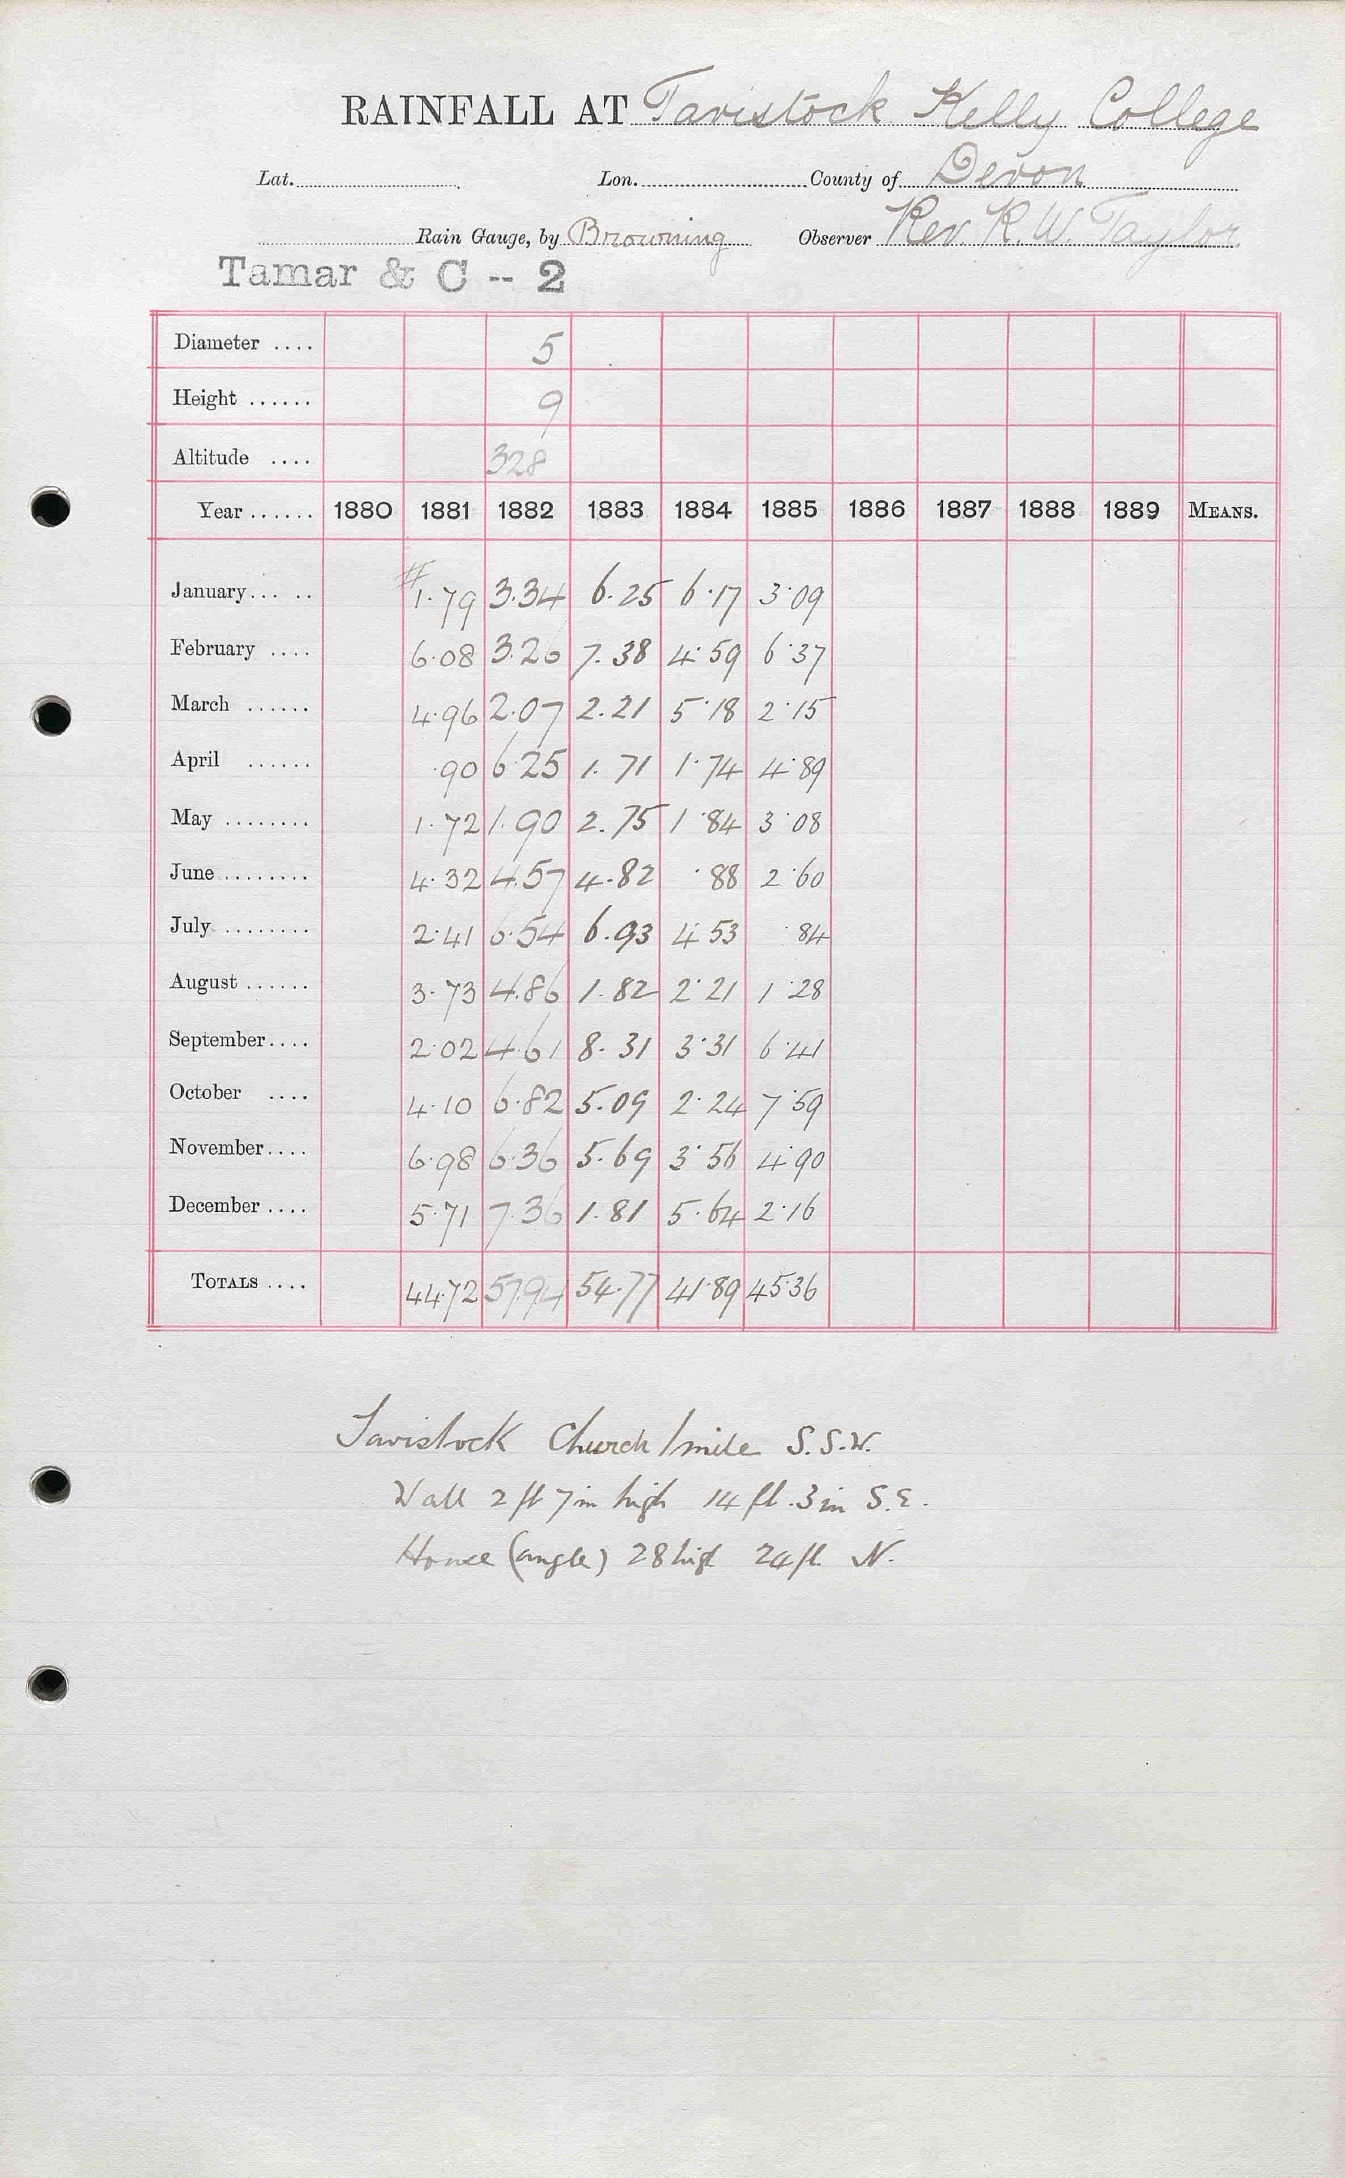 RAINFALL AT Tavistock Kelly College
Lat. Lon. County of Devon
Rain Gauge, by Browning Observer Rev. R. W. Taylor
Tamar & C -- 2
Diameter .... 5
Height ...... 9
Altitude .... 328
Year ...... 1880 1881 1882 1883 1884 1885 1886 1887 1888 1889 MEANS.
January... .. #1.79 3.34 6.25 6.17 3.09
February .... 6.08 3.26 7.38 4.59 6.37
March ...... 4.96 2.07 2.21 5.18 2.15
April ...... .90 6.25 1.71 1.74 4.89
May ........ 1.72 1.90 2.75 1.84 3.08
June ........ 4.32 4.57 4.82 .88 2.60
July ........ 2.41 6.54 6.93 4.53 .84
August ...... 3.73 4.86 1.82 2.21 1.28
September.... 2.02 4.61 8.31 3.31 6.41
October .... 4.10 6.82 5.09 2.24 7.59
November.... 6.98 6.36 5.69 3.56 4.90
December .... 5.71 7.36 1.81 5.64 2.16
TOTALS .... 44.72 57.94 54.77 41.89 45.36
Tavistock Church 1 mile S.S.W.
Wall 2 ft 7 in high 14 ft. 3 in S.E.
House (angle) 28 high 24 ft. N.